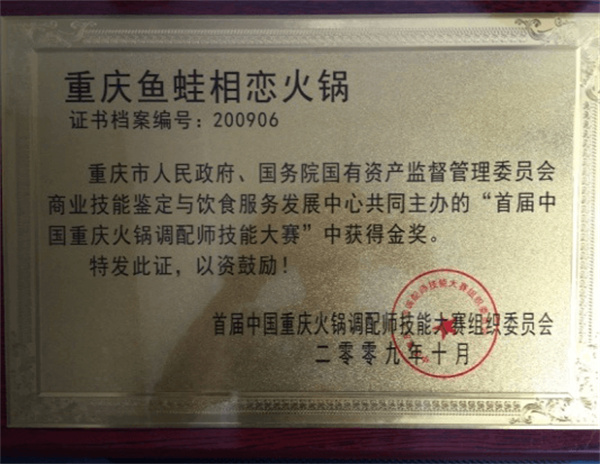 重庆鱼蛙相恋火锅
证书档案编号：200906
重庆市人民政府、国务院国有资产监督管理委员会
商业技能鉴定与饮食服务发展中心共同主办的“首届中
国重庆火锅调配师技能大赛”中获得金奖。
特发此证，以资鼓励！
首届中国重庆火锅调配师技能大赛组织委员会
二零零九年十月